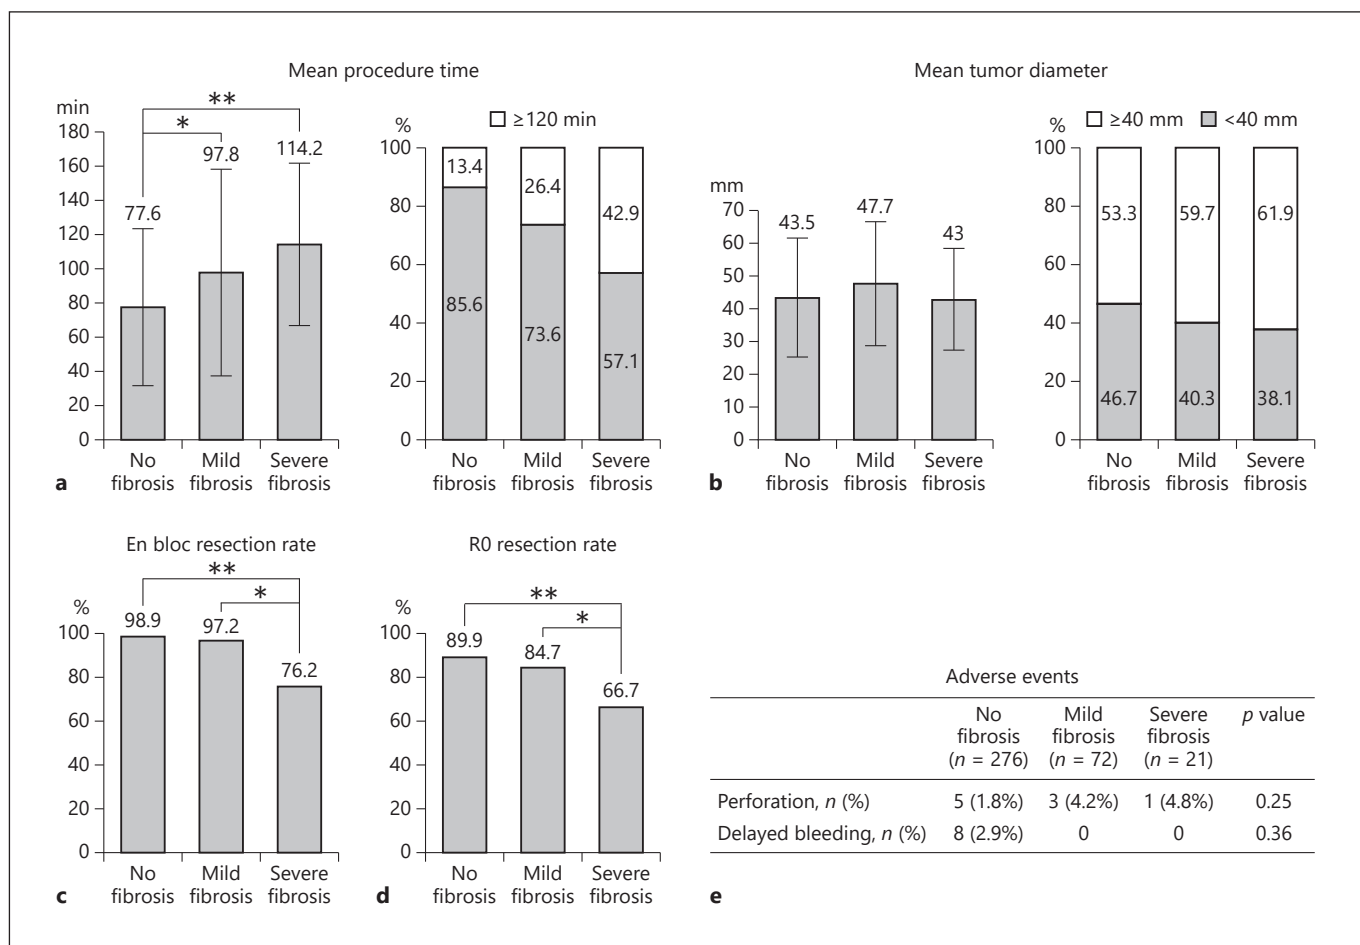 Mean procedure time
min
180
160
140
120
100
80
60
40
20
0
**
*
77.6
97.8
114.2
No fibrosis
Mild fibrosis
Severe fibrosis
a
≥120 min
%
100
80
60
40
20
0
13.4
26.4
42.9
85.6
73.6
57.1
No fibrosis
Mild fibrosis
Severe fibrosis
Mean tumor diameter
mm
70
60
50
40
30
20
10
0
43.5
47.7
43
No fibrosis
Mild fibrosis
Severe fibrosis
b
≥40 mm <40 mm
%
100
80
60
40
20
0
53.3
59.7
61.9
46.7
40.3
38.1
No fibrosis
Mild fibrosis
Severe fibrosis
En bloc resection rate
**
*
%
100
80
60
40
20
0
98.9
97.2
76.2
No fibrosis
Mild fibrosis
Severe fibrosis
c
R0 resection rate
**
*
%
100
80
60
40
20
0
89.9
84.7
66.7
No fibrosis
Mild fibrosis
Severe fibrosis
d
Adverse events
No fibrosis (n = 276) Mild fibrosis (n = 72) Severe fibrosis (n = 21) p value
Perforation, n (%) 5 (1.8%) 3 (4.2%) 1 (4.8%) 0.25
Delayed bleeding, n (%) 8 (2.9%) 0 0 0.36
e